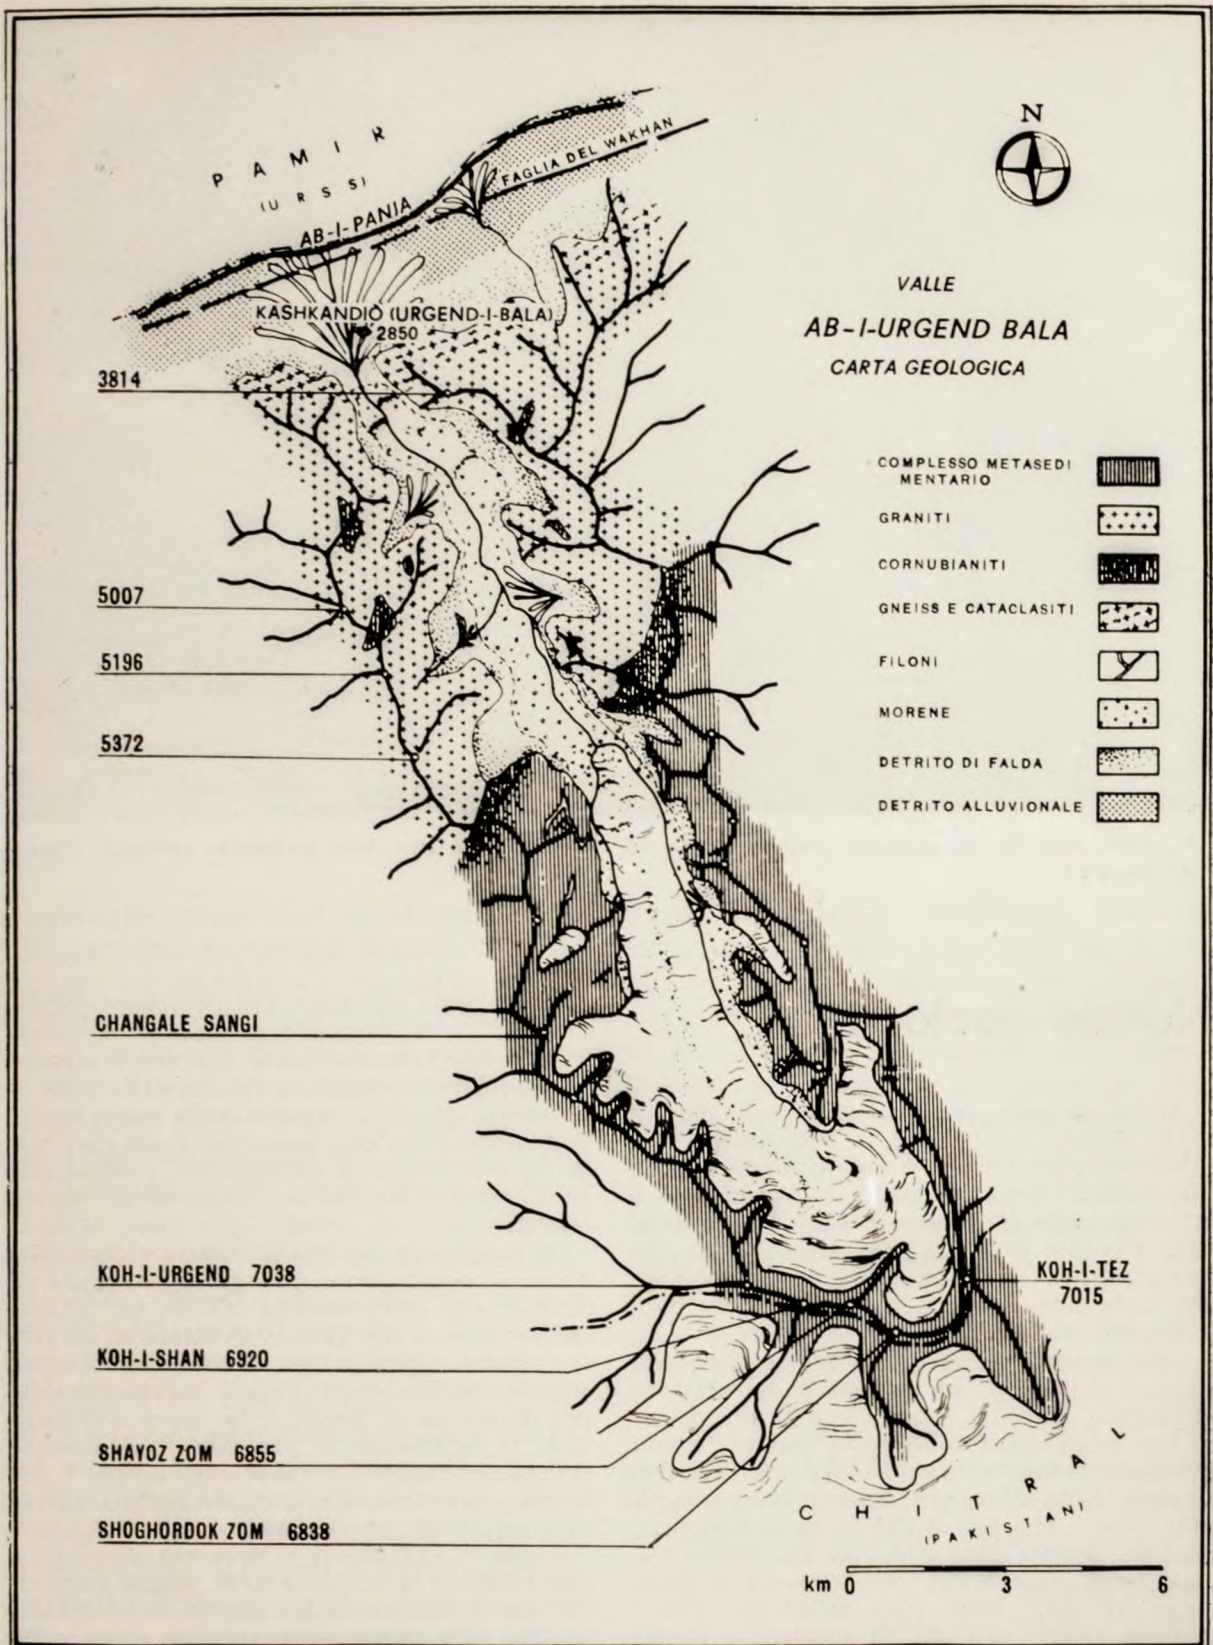 N
PAMIR
(URSS)
AB-I-PANJA
FAGLIA DEL WAKHAN
KASHKANDIO (URGEND-I-BALA)
2850
VALLE
AB-I-URGEND BALA
CARTA GEOLOGICA
3814
5007
5196
5372
COMPLESSO METASEDI
MENTARIO
GRANITI
CORNUBIANITI
GNEISS E CATACLASITI
FILONI
MORENE
DETRITO DI FALDA
DETRITO ALLUVIONALE
CHANGALE SANGI
KOH-I-URGEND 7038
KOH-I-TEZ
7015
KOH-I-SHAN 6920
SHAYOZ ZOM 6855
SHOGHORDOK ZOM 6838
CHITRAL
(PAKISTAN)
km 0 3 6